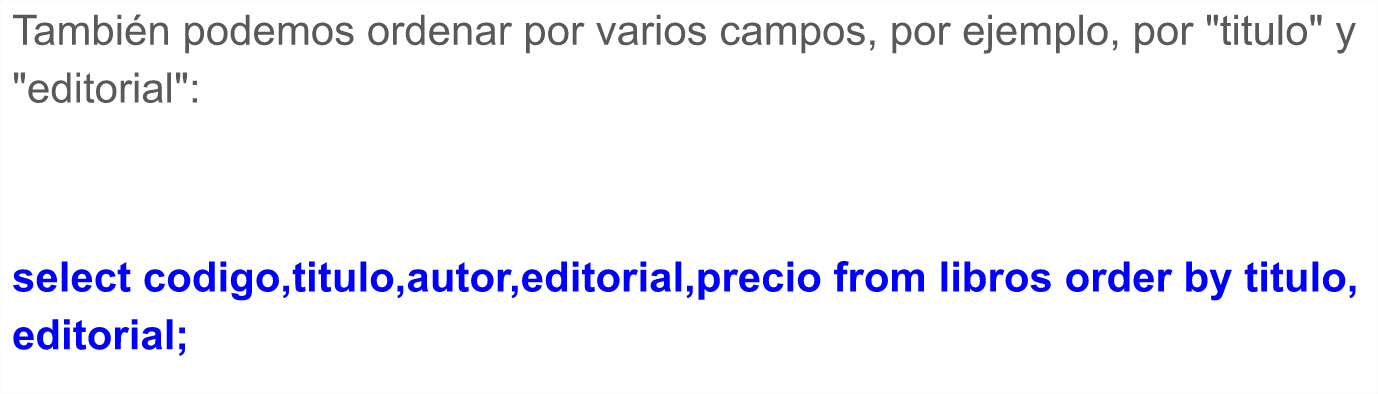 También podemos ordenar por varios campos, por ejemplo, por "titulo" y
"editorial":
select codigo,titulo,autor,editorial,precio from libros order by titulo,
editorial;